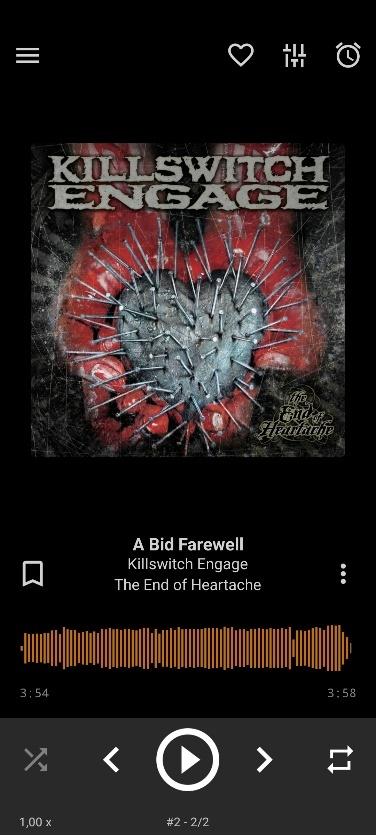 KILLSWITCH
ENGAGE
The
End of
Heartache
A Bid Farewell
Killswitch Engage
The End of Heartache
3:54
3:58
1,00 x
#2 - 2/2